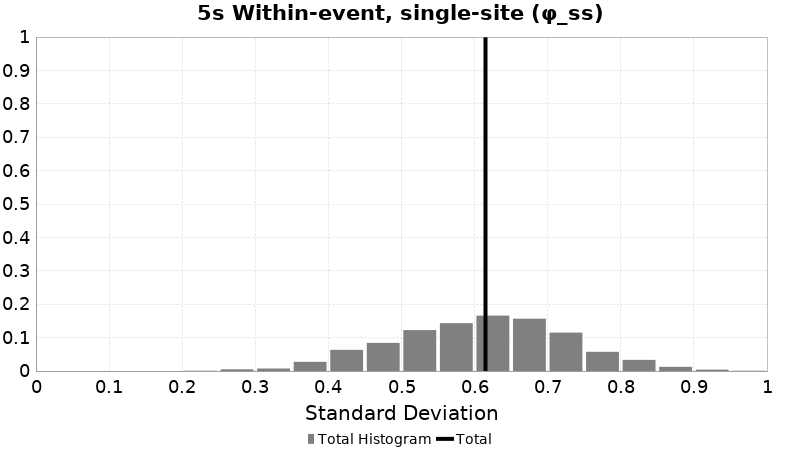 5s Within-event, single-site (φ_ss)
1
0.9
0.8
0.7
0.6
0.5
0.4
0.3
0.2
0.1
0
0 0.1 0.2 0.3 0.4 0.5 0.6 0.7 0.8 0.9 1
Standard Deviation
Total Histogram Total